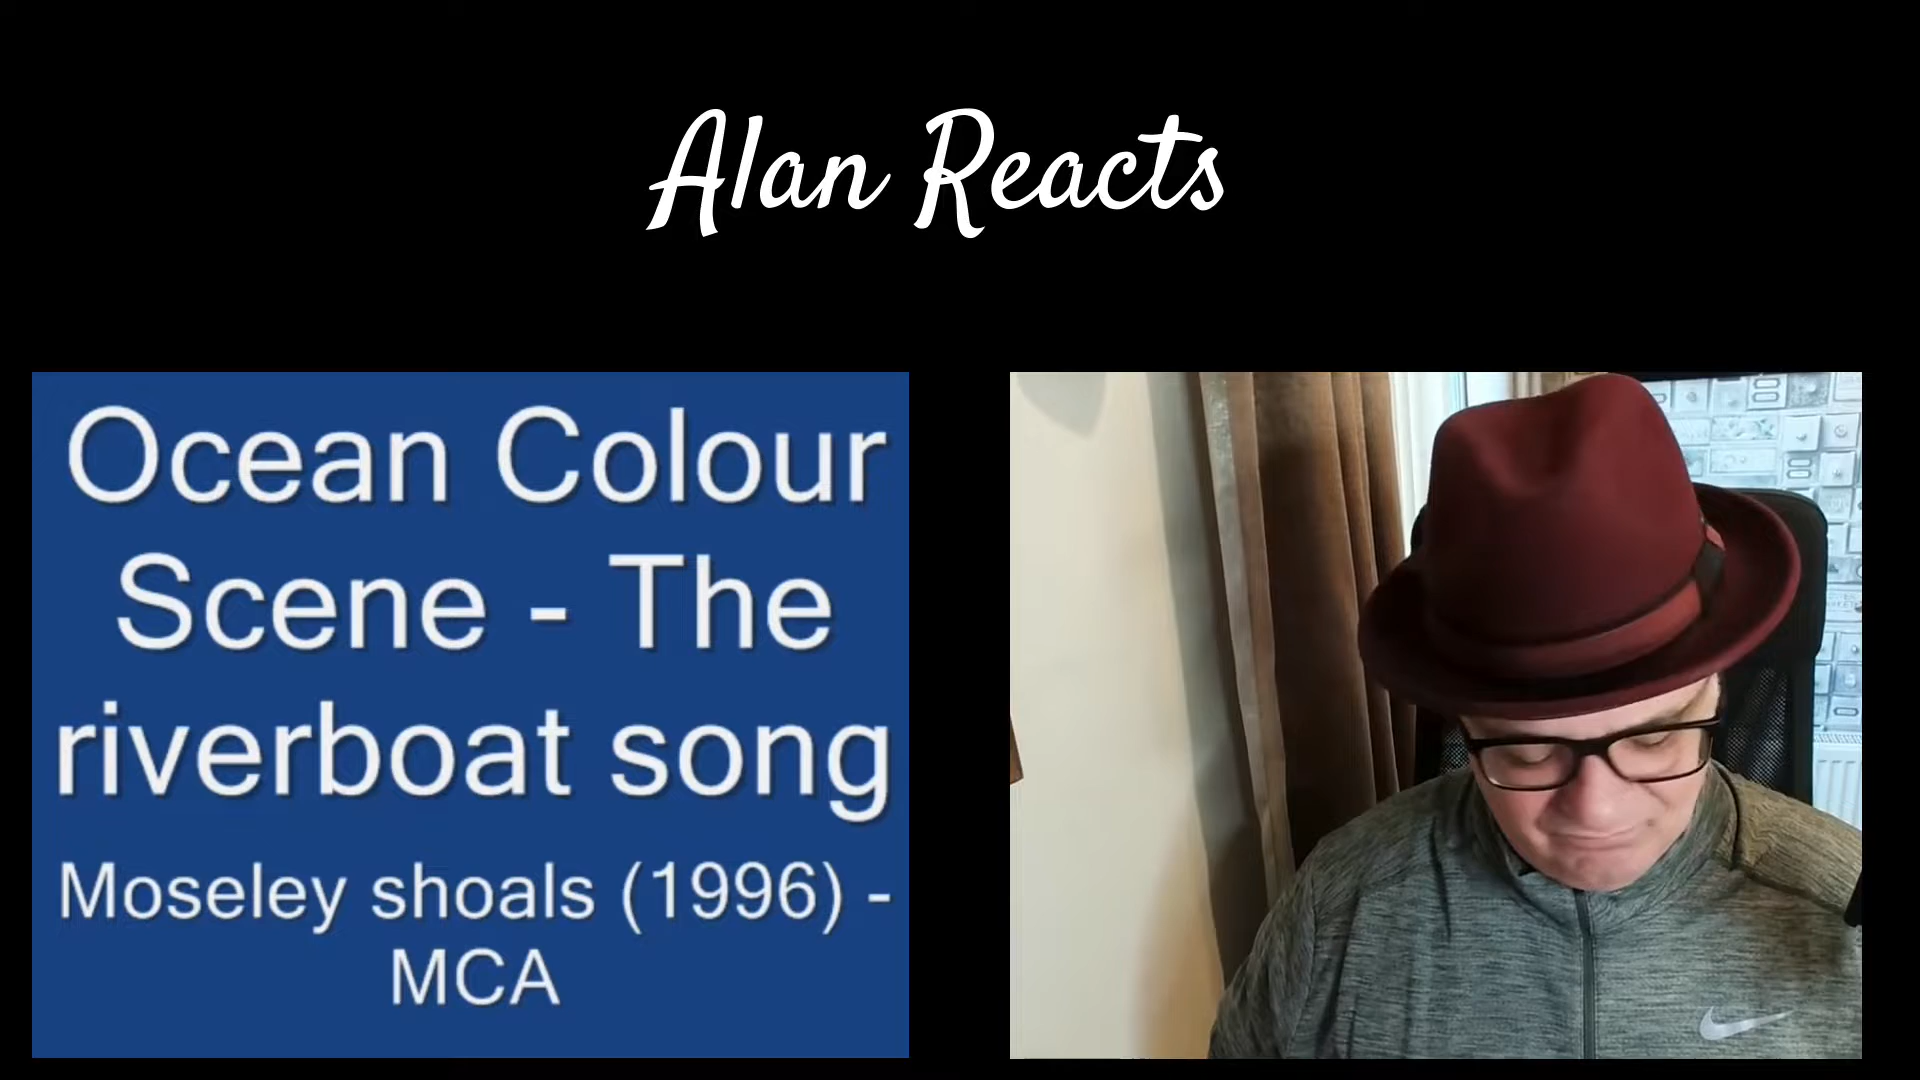 Alan Reacts
Ocean Colour
Scene - The
riverboat song
Moseley shoals (1996) -
MCA